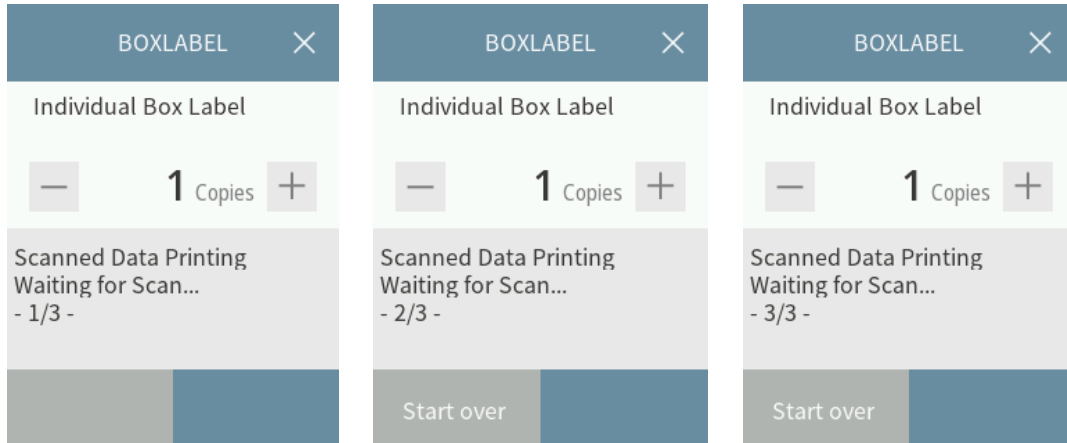 BOXLABEL
Individual Box Label
1 Copies
Scanned Data Printing
Waiting for Scan...
- 1/3 -
BOXLABEL
Individual Box Label
1 Copies
Scanned Data Printing
Waiting for Scan...
- 2/3 -
Start over
BOXLABEL
Individual Box Label
1 Copies
Scanned Data Printing
Waiting for Scan...
- 3/3 -
Start over